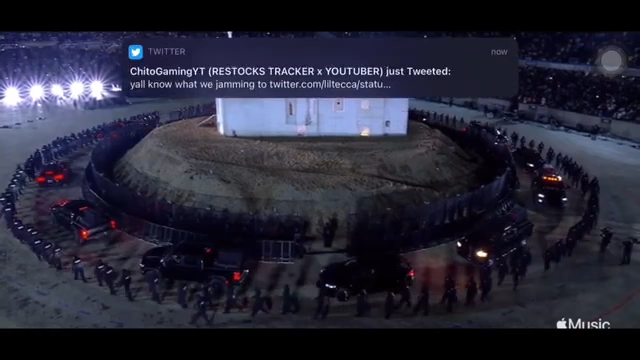 TWITTER
now
ChitoGamingYT (RESTOCKS TRACKER x YOUTUBER) just Tweeted:
yall know what we jamming to twitter.com/liltecca/statu...
Music